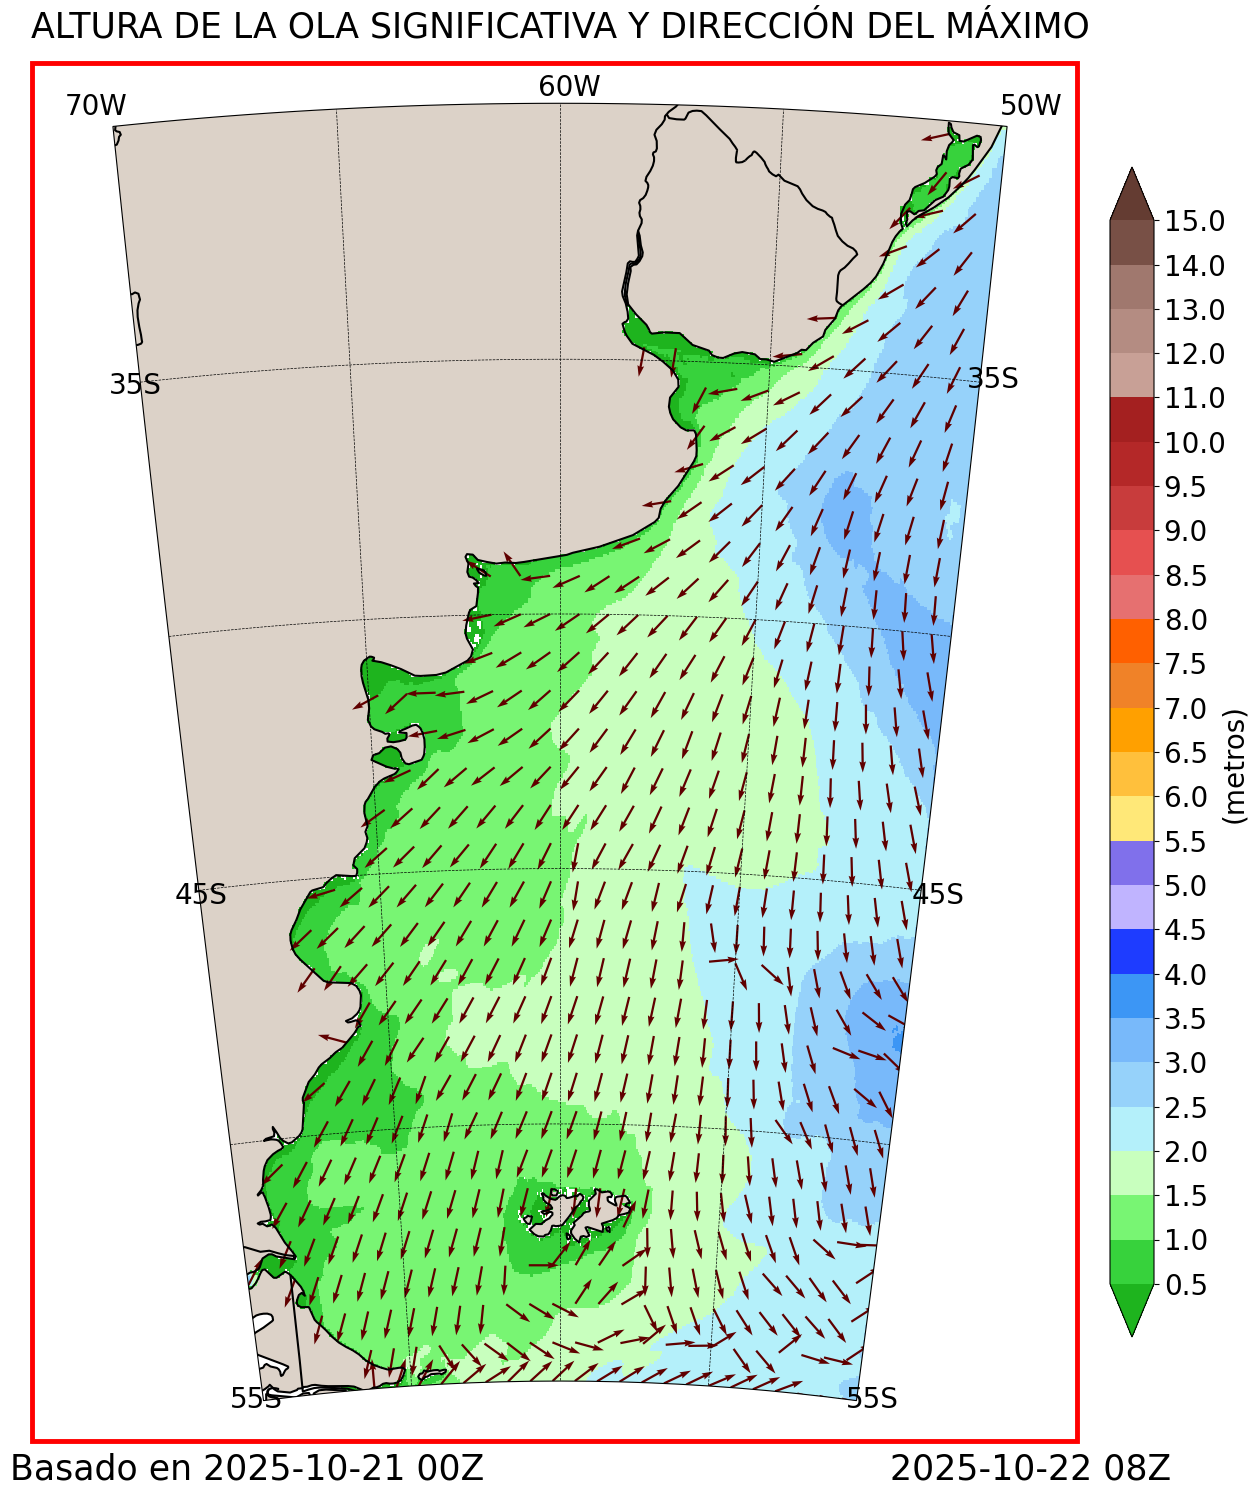 ALTURA DE LA OLA SIGNIFICATIVA Y DIRECCIÓN DEL MÁXIMO
70W
60W
50W
35S
35S
45S
45S
55S
55S
15.0
14.0
13.0
12.0
11.0
10.0
9.5
9.0
8.5
8.0
7.5
7.0
6.5
6.0
5.5
5.0
4.5
4.0
3.5
3.0
2.5
2.0
1.5
1.0
0.5
(metros)
Basado en 2025-10-21 00Z
2025-10-22 08Z